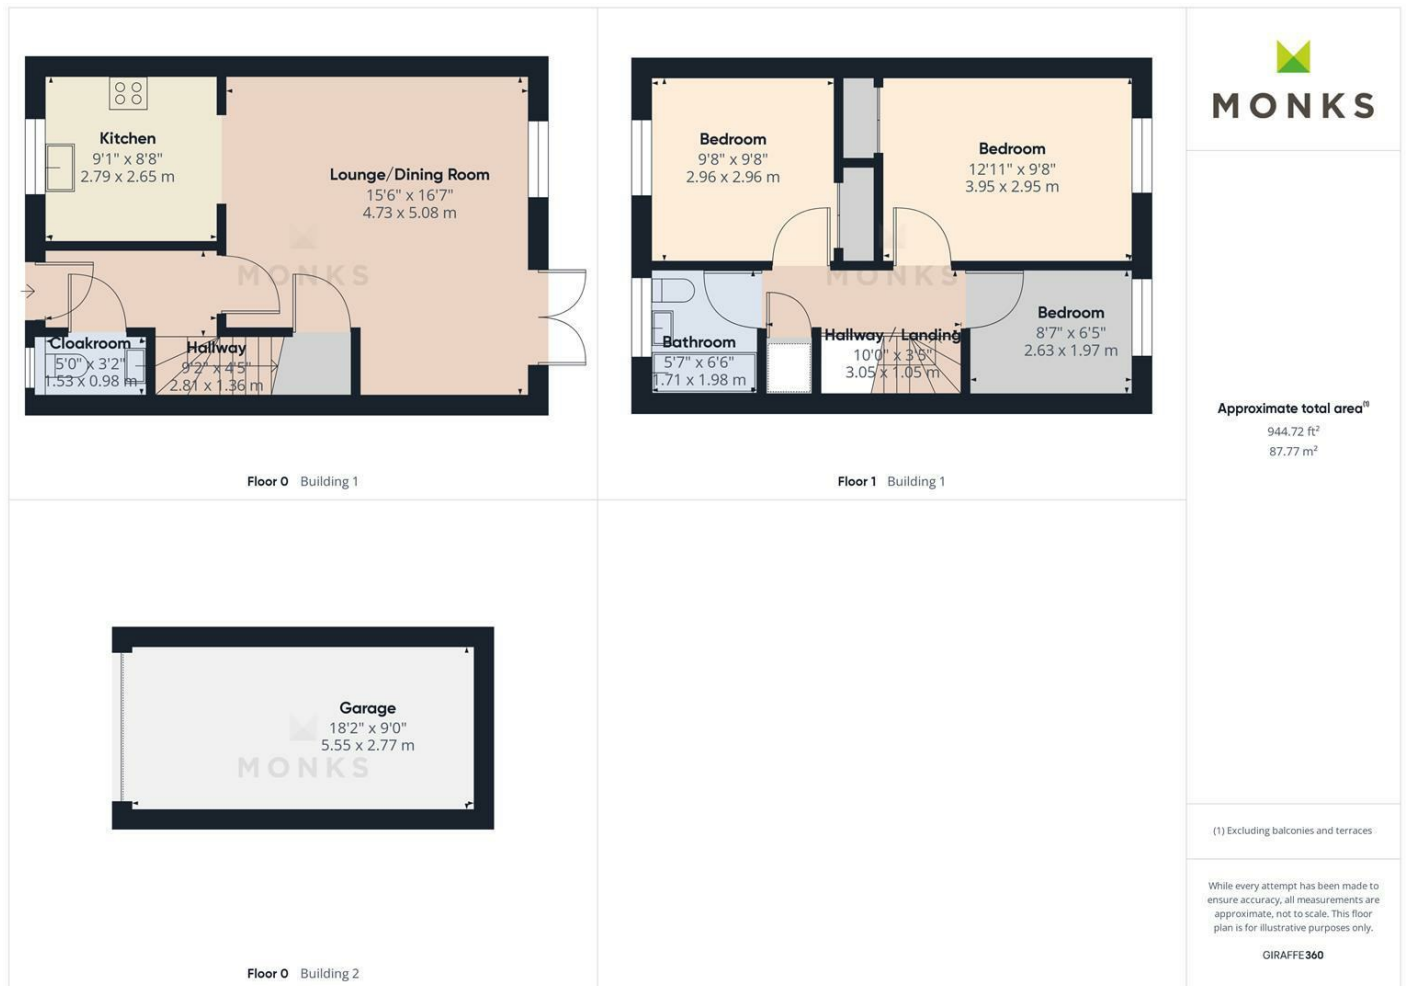 Kitchen
9'1" x 8'8"
2.79 x 2.65 m
Lounge/Dining Room
15'6" x 16'7"
4.73 x 5.08 m
MONKS
Cloakroom
5'0" x 3'2"
1.53 x 0.98 m
Hallway
9'2" x 4'5"
2.81 x 1.36 m
Floor 0 Building 1
Bedroom
9'8" x 9'8"
2.96 x 2.96 m
Bedroom
12'11" x 9'8"
3.95 x 2.95 m
MONKS
Bathroom
5'7" x 6'6"
1.71 x 1.98 m
Hallway / Landing
10'0" x 3'5"
3.05 x 1.05 m
Bedroom
8'7" x 6'5"
2.63 x 1.97 m
Floor 1 Building 1
Garage
18'2" x 9'0"
5.55 x 2.77 m
MONKS
Floor 0 Building 2
MONKS
Approximate total area(1)
944.72 ft²
87.77 m²
(1) Excluding balconies and terraces
While every attempt has been made to
ensure accuracy, all measurements are
approximate, not to scale. This floor
plan is for illustrative purposes only.
GIRAFFE360